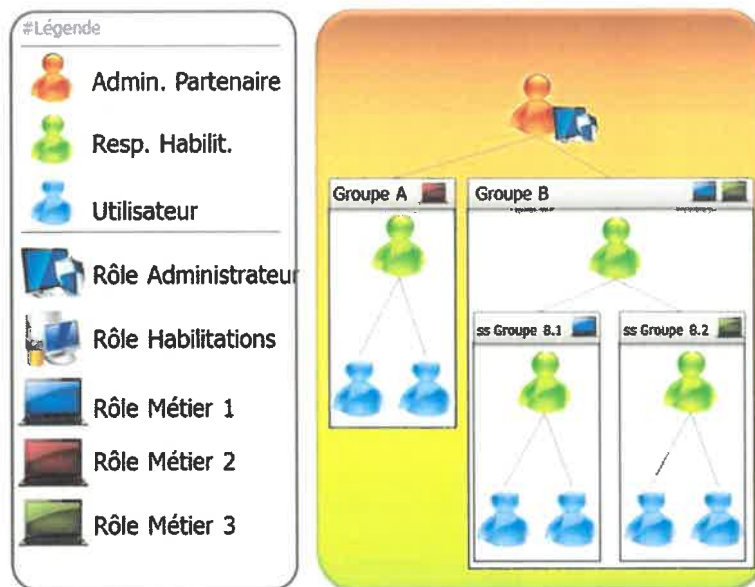 #Légende
Admin. Partenaire
Resp. Habilit.
Utilisateur
Rôle Administrateur
Rôle Habilitations
Rôle Métier 1
Rôle Métier 2
Rôle Métier 3
Groupe A
Groupe B
ss Groupe B.1
ss Groupe B.2